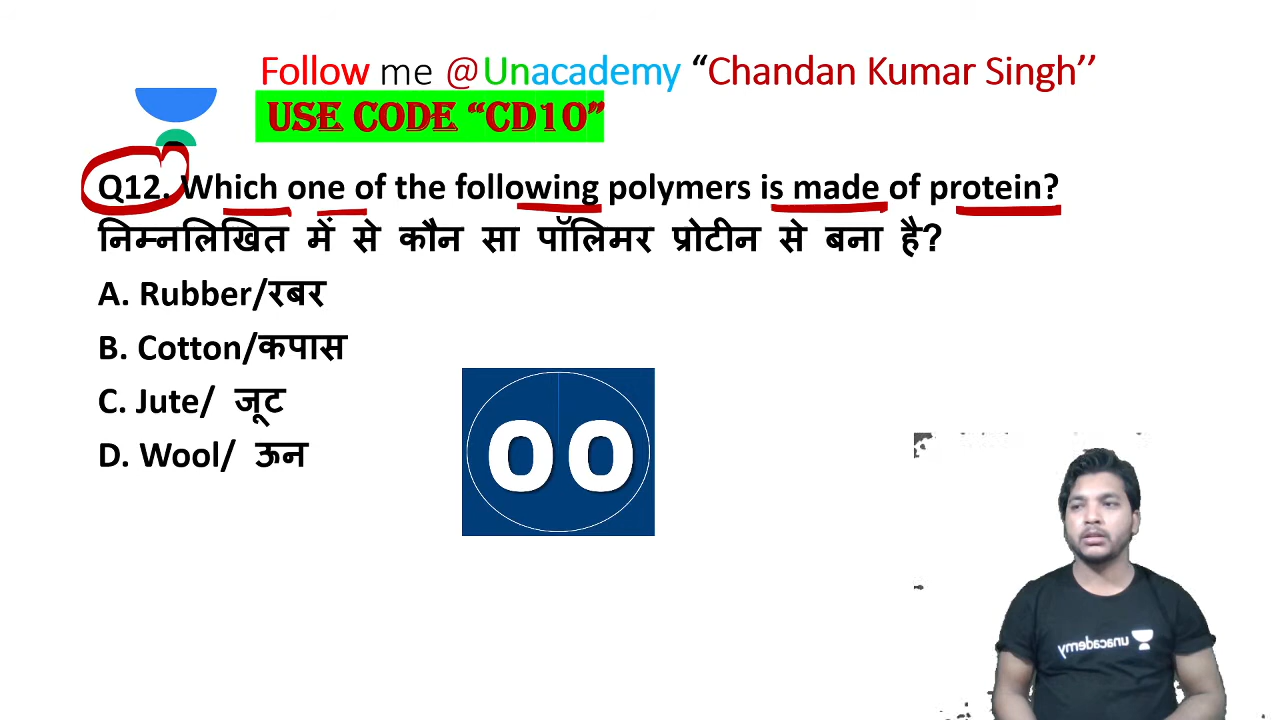 Follow me @Unacademy “Chandan Kumar Singh’’
USE CODE “CD10”
Q12. Which one of the following polymers is made of protein?
निम्नलिखित में से कौन सा पॉलिमर प्रोटीन से बना है?
A. Rubber/रबर
B. Cotton/कपास
C. Jute/ जूट
D. Wool/ ऊन
00
unacademy